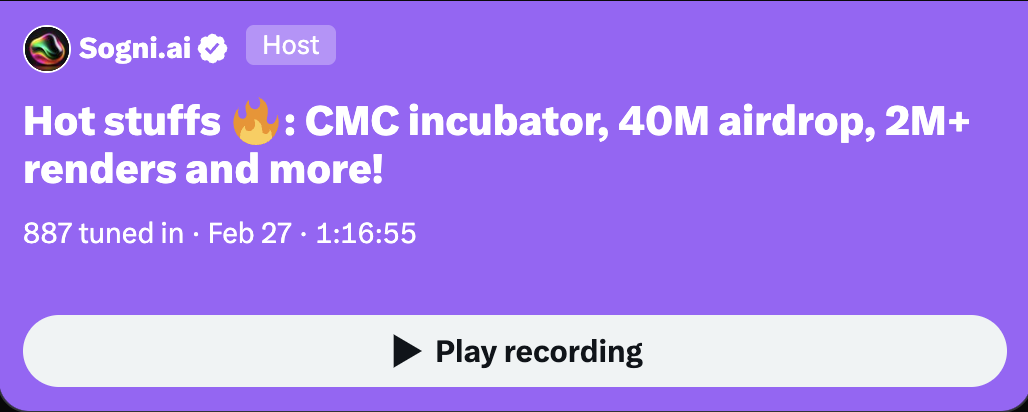 Sogni.ai Host
Hot stuffs 🔥: CMC incubator, 40M airdrop, 2M+
renders and more!
887 tuned in · Feb 27 · 1:16:55
Play recording